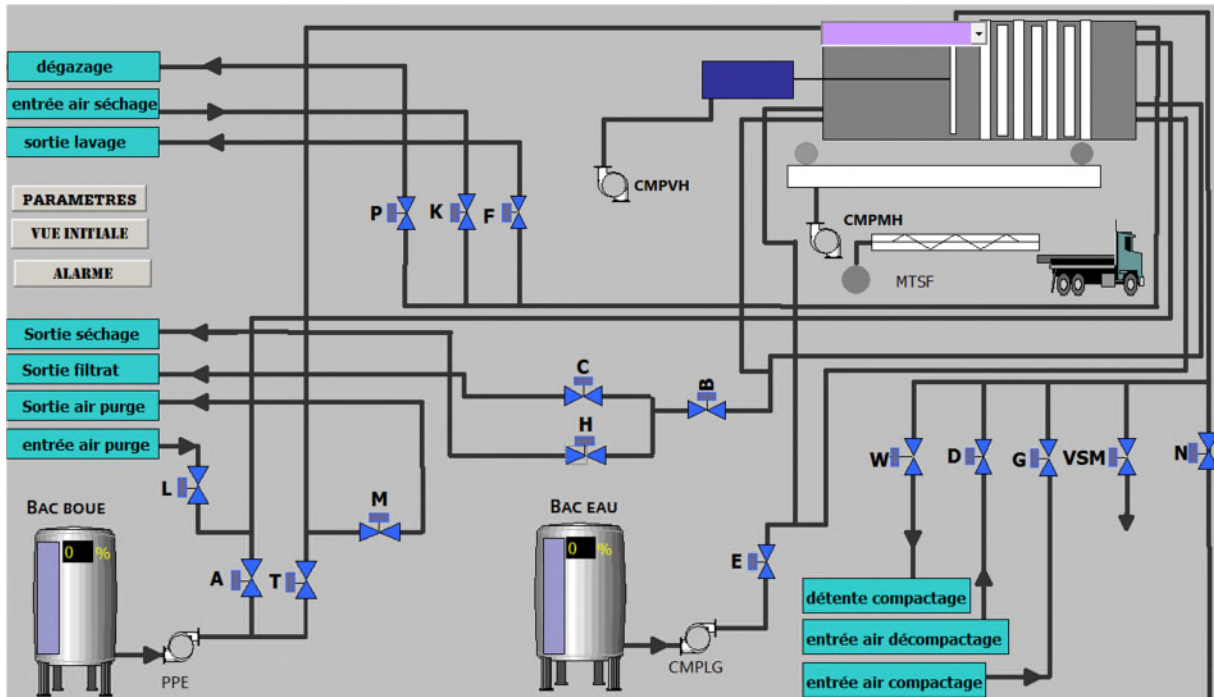 dégazage
entrée air séchage
sortie lavage
PARAMETRES
VUE INITIALE
ALARME
P
K
F
CMPVH
CMPMH
MTSF
Sortie séchage
Sortie filtrat
Sortie air purge
entrée air purge
C
B
H
L
M
W
D
G
VSM
N
BAC BOUE
0 %
A
T
PPE
BAC EAU
0 %
E
CMPLG
détente compactage
entrée air décompactage
entrée air compactage